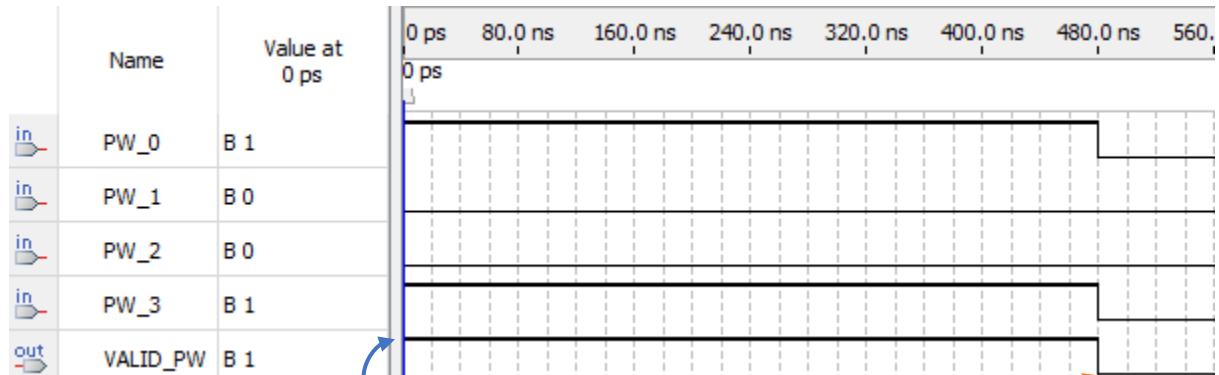 Name Value at 0 ps 0 ps 80.0 ns 160.0 ns 240.0 ns 320.0 ns 400.0 ns 480.0 ns 560.
0 ps
in PW_0 B 1
in PW_1 B 0
in PW_2 B 0
in PW_3 B 1
out VALID_PW B 1